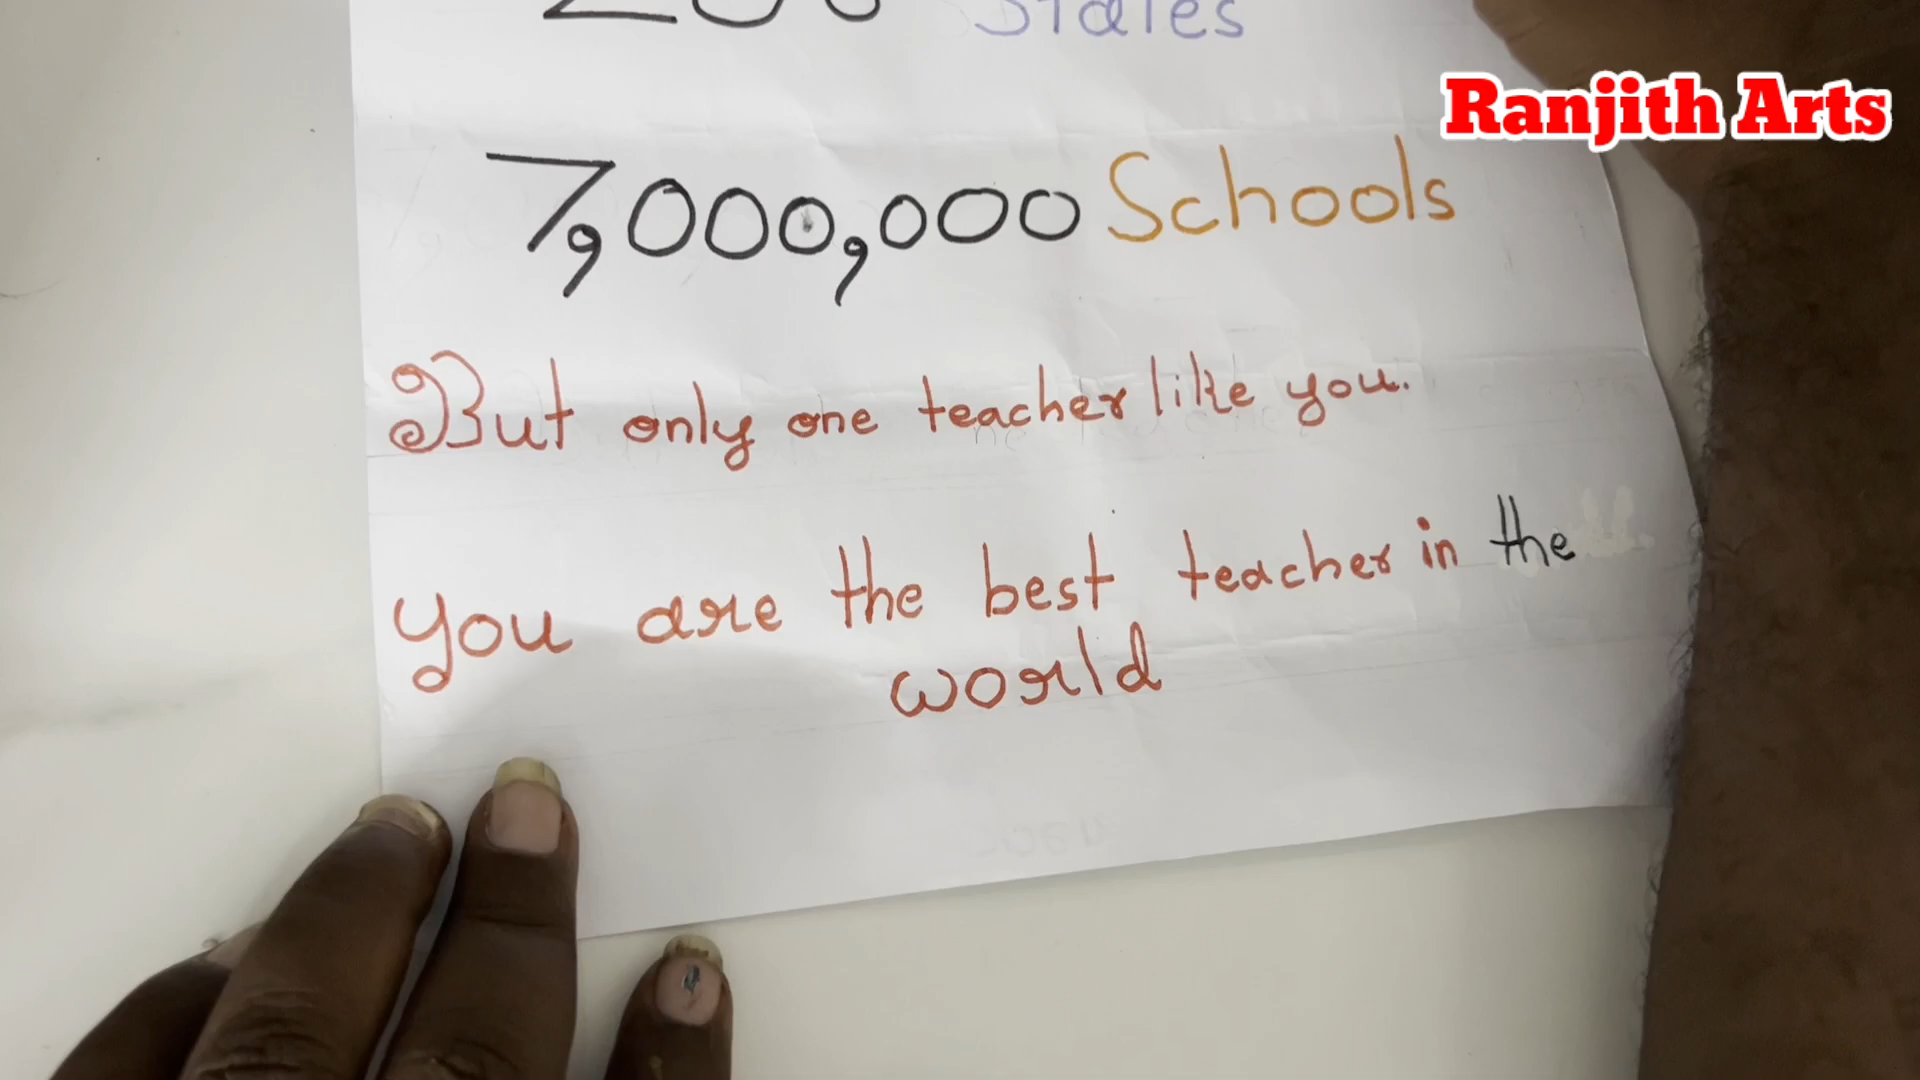 States
Ranjith Arts
7,000,000 Schools
But only one teacher like you.
you are the best teacher in the
world